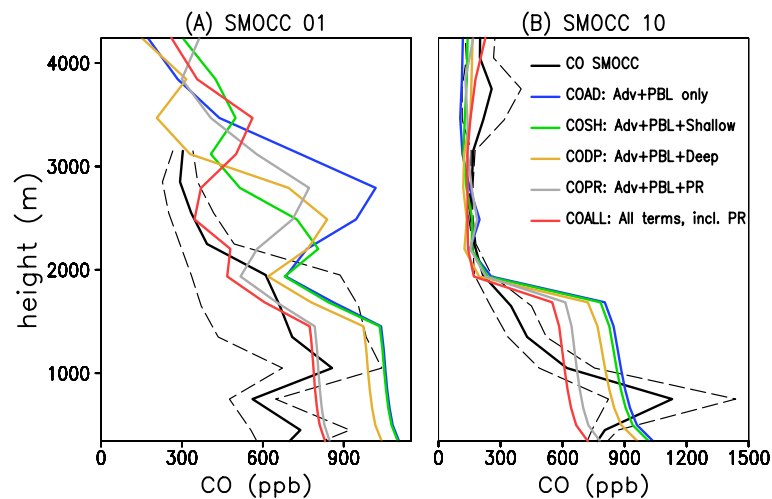 (A) SMOCC 01
(B) SMOCC 10
4000
3000
2000
1000
height (m)
0
300
600
900
CO (ppb)
CO SMOCC
COAD: Adv+PBL only
COSH: Adv+PBL+Shallow
CODP: Adv+PBL+Deep
COPR: Adv+PBL+PR
COALL: All terms, incl. PR
0
300
600
900
1200
1500
CO (ppb)